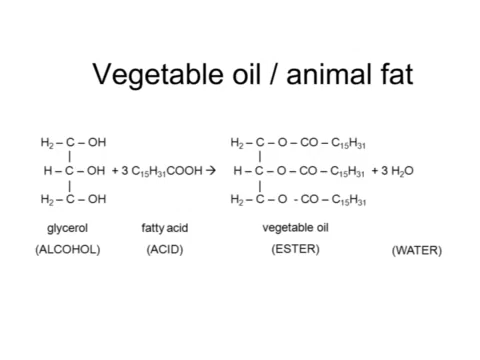 Vegetable oil / animal fat
H₂ – C – OH H₂ – C – O – CO – C₁₅H₃₁
| |
H – C – OH + 3 C₁₅H₃₁COOH → H – C – O – CO – C₁₅H₃₁ + 3 H₂O
| |
H₂ – C – OH H₂ – C – O - CO – C₁₅H₃₁
glycerol fatty acid vegetable oil
(ALCOHOL) (ACID) (ESTER) (WATER)